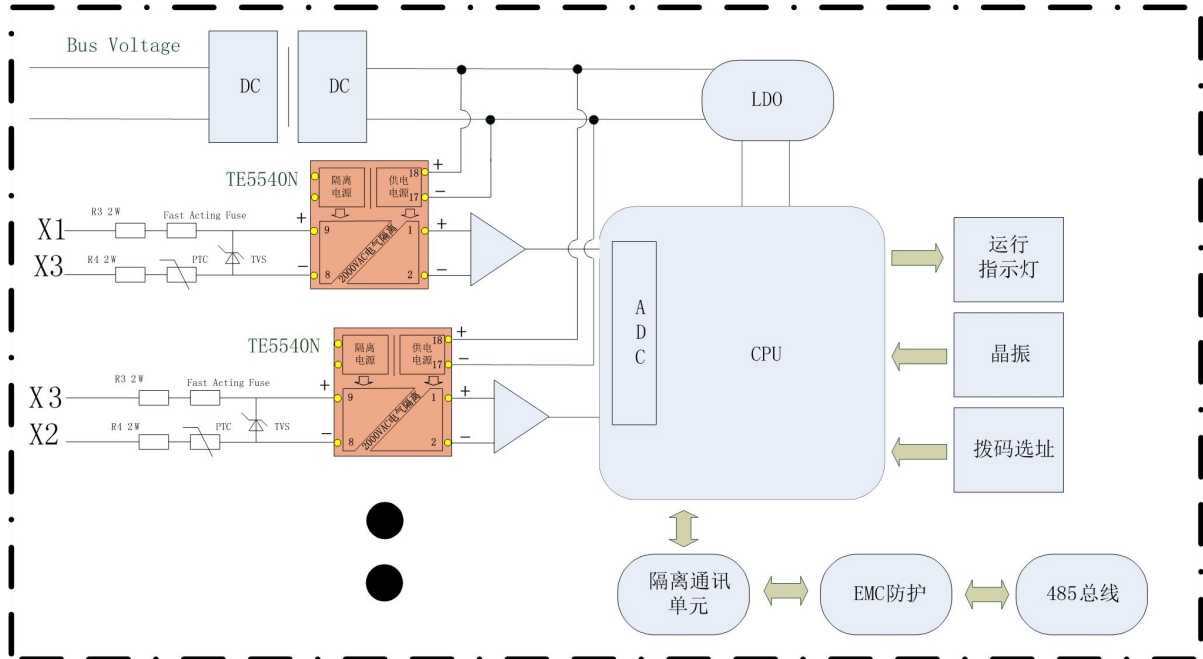 Bus Voltage
DC
DC
LDO
TE5540N
隔离
电源
供电
电源
18
17
+
−
X1
R3 2W
Fast Acting Fuse
+
9
1
+
X3
R4 2W
PTC
TVS
−
8
2
−
2000VAC电气隔离
TE5540N
隔离
电源
供电
电源
18
17
+
−
X3
R3 2W
Fast Acting Fuse
+
9
1
+
X2
R4 2W
PTC
TVS
−
8
2
−
2000VAC电气隔离
A
D
C
CPU
运行
指示灯
晶振
拨码选址
隔离通讯
单元
EMC防护
485总线